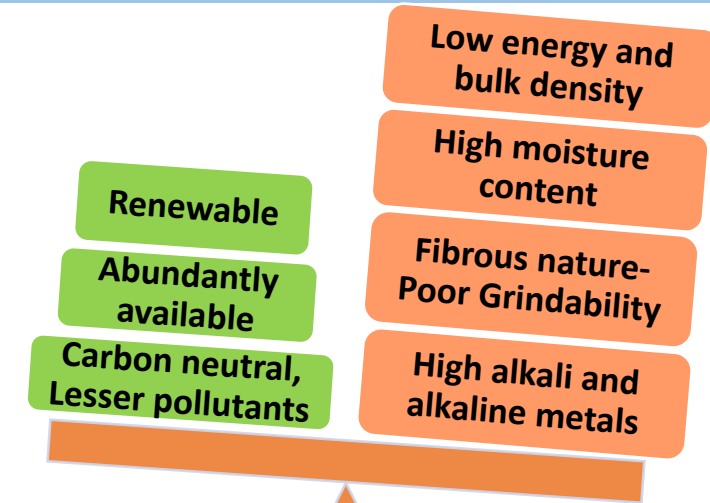 Renewable
Abundantly
available
Carbon neutral,
Lesser pollutants
Low energy and
bulk density
High moisture
content
Fibrous nature-
Poor Grindability
High alkali and
alkaline metals